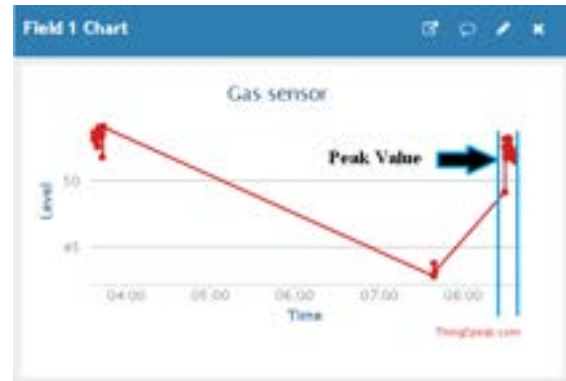 Field 1 Chart
Gas sensor
Peak Value
50
45
Level
04:00 05:00 06:00 07:00 08:00
Time
ThingSpeak.com